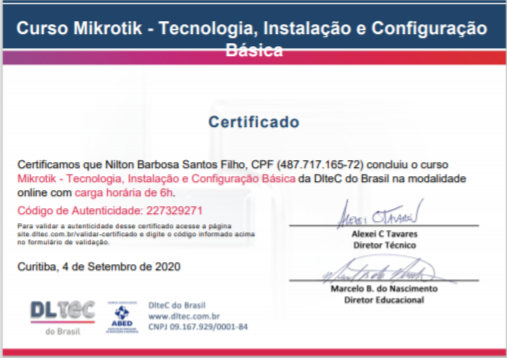 Curso Mikrotik - Tecnologia, Instalação e Configuração
Básica
Certificado
Certificamos que Nilton Barbosa Santos Filho, CPF (487.717.165-72) concluiu o curso
Mikrotik - Tecnologia, Instalação e Configuração Básica da DlteC do Brasil na modalidade
online com carga horária de 6h.
Código de Autenticidade: 227329271
Para validar a autenticidade desse certificado acesse a página
site.dltec.com.br/validar-certificado e digite o código informado acima
no formulário de validação.
Alexei C Tavares
Diretor Técnico
Curitiba, 4 de Setembro de 2020
Marcelo B. do Nascimento
Diretor Educacional
DLTEC
do Brasil
ABED
DlteC do Brasil
www.dltec.com.br
CNPJ 09.167.929/0001-84